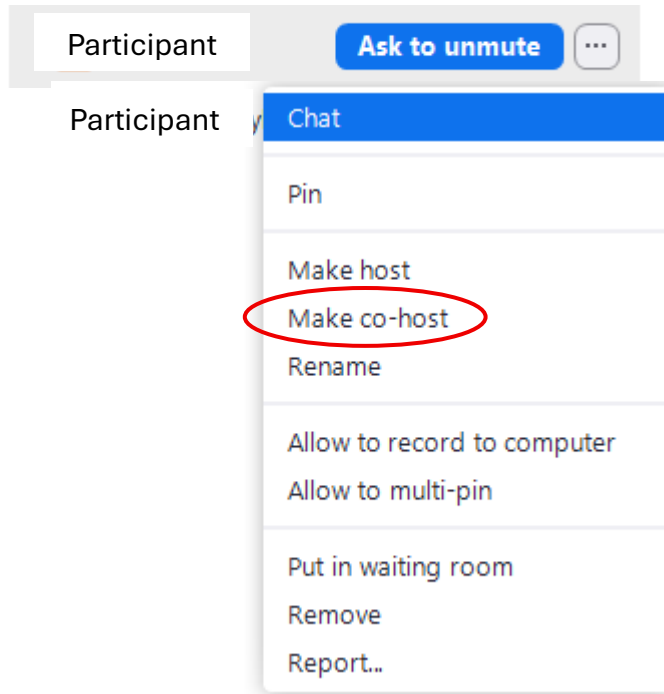 Participant Ask to unmute ...
Participant y Chat
Pin
Make host
Make co-host
Rename
Allow to record to computer
Allow to multi-pin
Put in waiting room
Remove
Report...